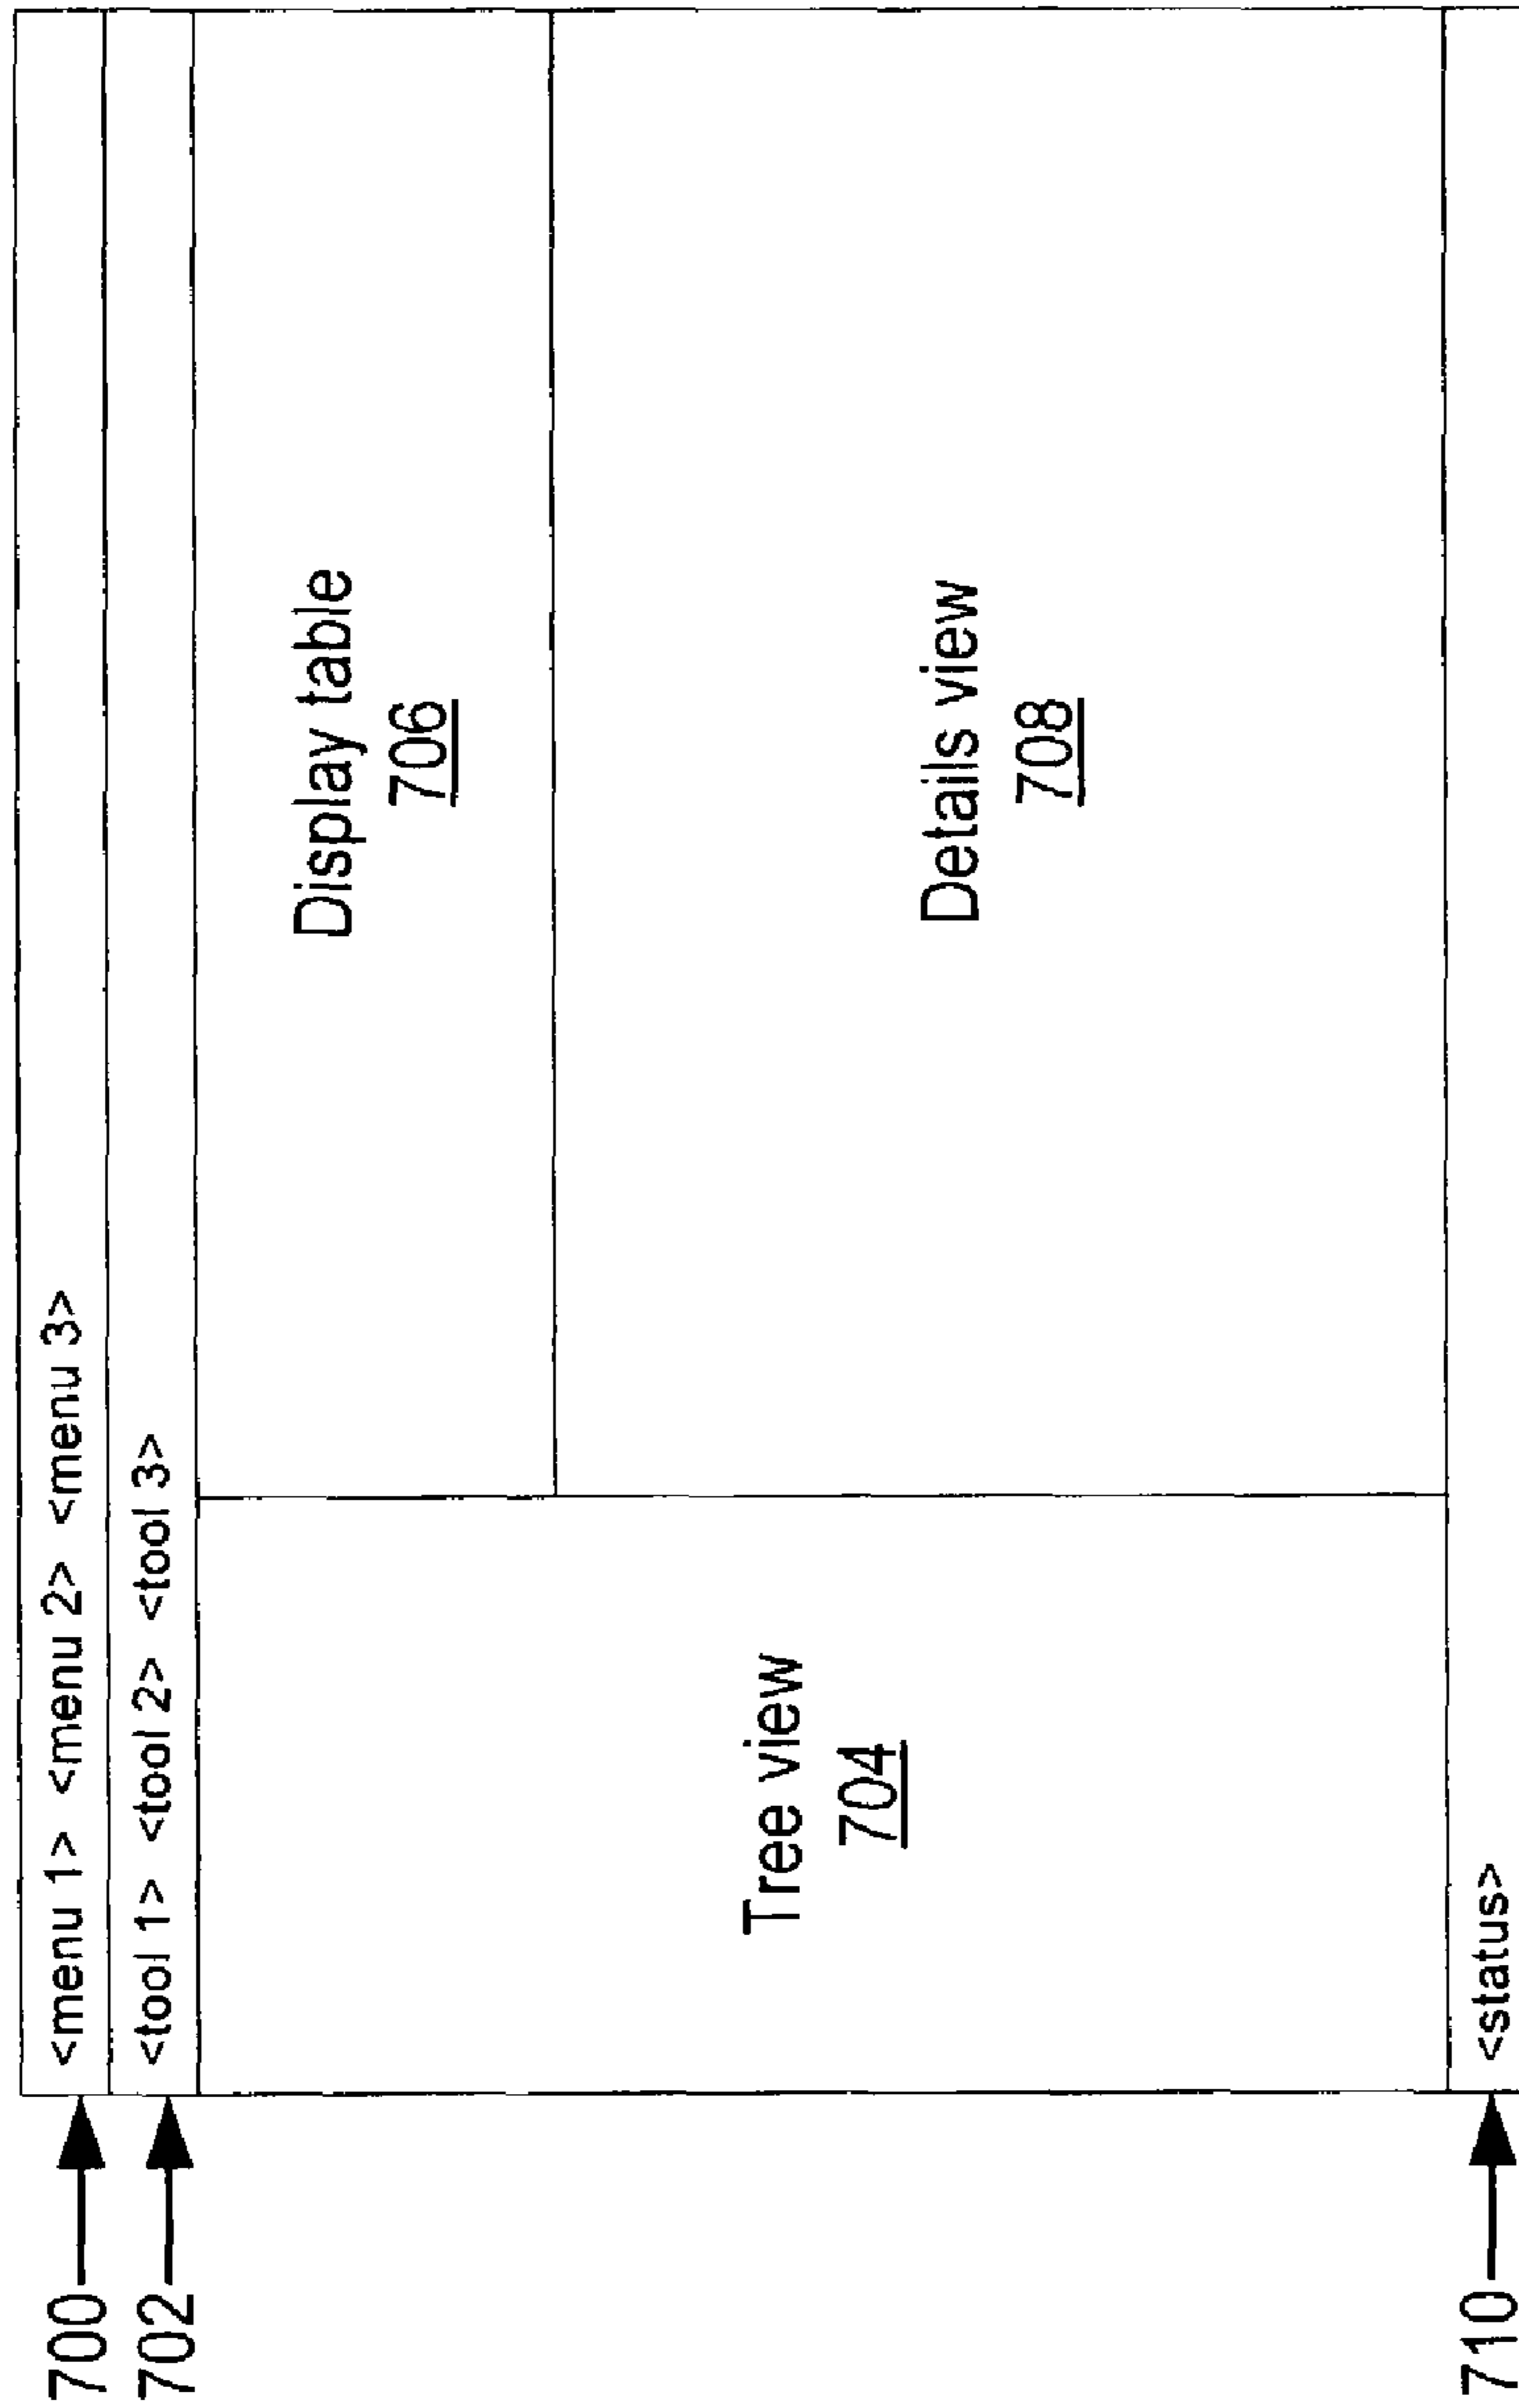 700
<menu 1> <menu 2> <menu 3>
702
<tool 1> <tool 2> <tool 3>
Tree view
704
Display table
706
Details view
708
710
<status>